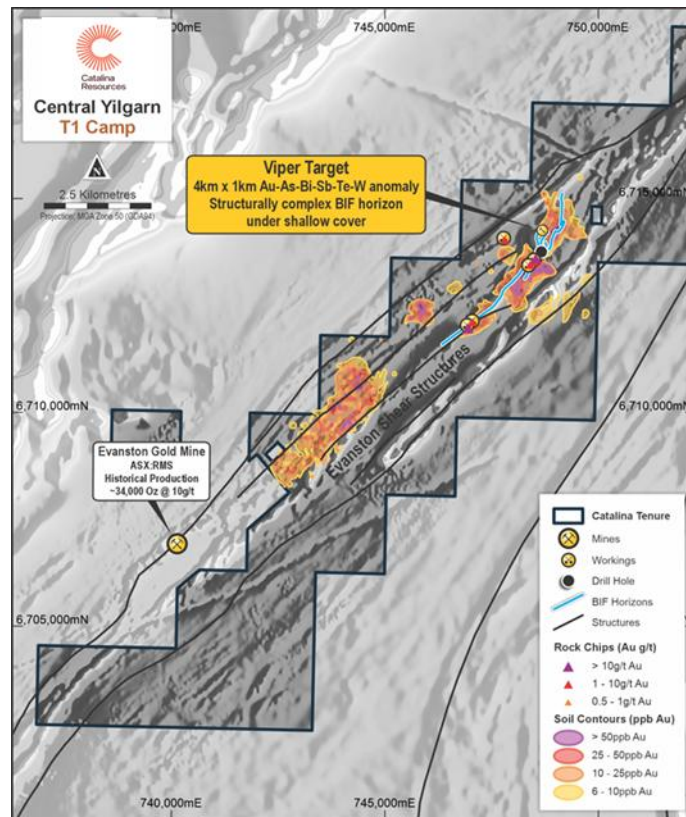 ,000mE
745,000mE
750,000mE
Catalina
Resources
Central Yilgarn
T1 Camp
2.5 Kilometres
Projection: MGA Zone 50 (GDA94)
Viper Target
4km x 1km Au-As-Bi-Sb-Te-W anomaly
Structurally complex BIF horizon
under shallow cover
6,715,000mN
6,710,000mN
6,710,000mN
Evanston Shear Structures
Evanston Gold Mine
ASX:RMS
Historical Production
~34,000 Oz @ 10g/t
6,705,000mN
Catalina Tenure
Mines
Workings
Drill Hole
BIF Horizons
Structures
Rock Chips (Au g/t)
> 10g/t Au
1 - 10g/t Au
0.5 - 1g/t Au
Soil Contours (ppb Au)
> 50ppb Au
25 - 50ppb Au
10 - 25ppb Au
6 - 10ppb Au
740,000mE
745,000mE